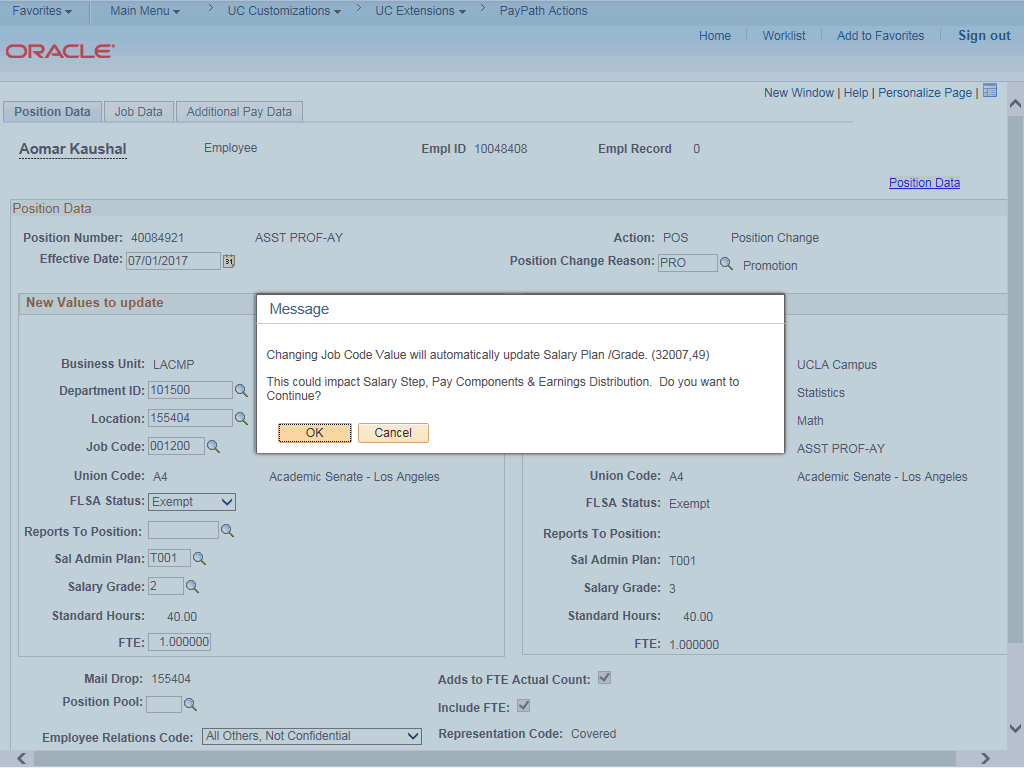 Favorites Main Menu > UC Customizations > UC Extensions > PayPath Actions
Home Worklist Add to Favorites Sign out
ORACLE
New Window | Help | Personalize Page |
Position Data Job Data Additional Pay Data
Aomar Kaushal Employee Empl ID 10048408 Empl Record 0
Position Data
Position Data
Position Number: 40084921 ASST PROF-AY Action: POS Position Change
Effective Date: 07/01/2017 31 Position Change Reason: PRO Promotion
New Values to update
Message
Changing Job Code Value will automatically update Salary Plan /Grade. (32007,49)
This could impact Salary Step, Pay Components & Earnings Distribution. Do you want to
Continue?
OK Cancel
Business Unit: LACMP UCLA Campus
Department ID: 101500 Statistics
Location: 155404 Math
Job Code: 001200 ASST PROF-AY
Union Code: A4 Academic Senate - Los Angeles Union Code: A4 Academic Senate - Los Angeles
FLSA Status: Exempt FLSA Status: Exempt
Reports To Position: Reports To Position:
Sal Admin Plan: T001 Sal Admin Plan: T001
Salary Grade: 2 Salary Grade: 3
Standard Hours: 40.00 Standard Hours: 40.00
FTE: 1.000000 FTE: 1.000000
Mail Drop: 155404 Adds to FTE Actual Count:
Position Pool: Include FTE:
Employee Relations Code: All Others, Not Confidential Representation Code: Covered